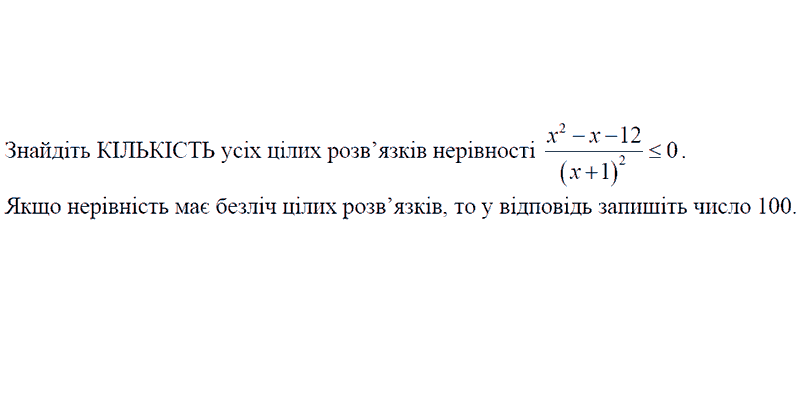 Знайдіть КІЛЬКІСТЬ усіх цілих розв’язків нерівності \frac{x^2-x-12}{(x+1)^2} \le 0.
Якщо нерівність має безліч цілих розв’язків, то у відповідь запишіть число 100.